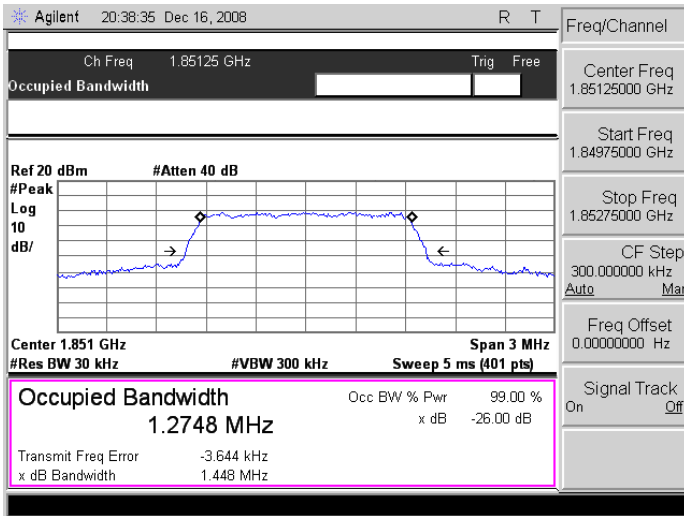 Agilent 20:38:35 Dec 16, 2008 R T
Freq/Channel
Ch Freq 1.85125 GHz Trig Free
Occupied Bandwidth
Center Freq
1.85125000 GHz
Start Freq
1.84975000 GHz
Stop Freq
1.85275000 GHz
CF Step
300.000000 kHz
Auto Man
Freq Offset
0.00000000 Hz
Signal Track
On Off
Ref 20 dBm #Atten 40 dB
#Peak
Log
10
dB/
Center 1.851 GHz Span 3 MHz
#Res BW 30 kHz #VBW 300 kHz Sweep 5 ms (401 pts)
Occupied Bandwidth Occ BW % Pwr 99.00 %
1.2748 MHz x dB -26.00 dB
Transmit Freq Error -3.644 kHz
x dB Bandwidth 1.448 MHz